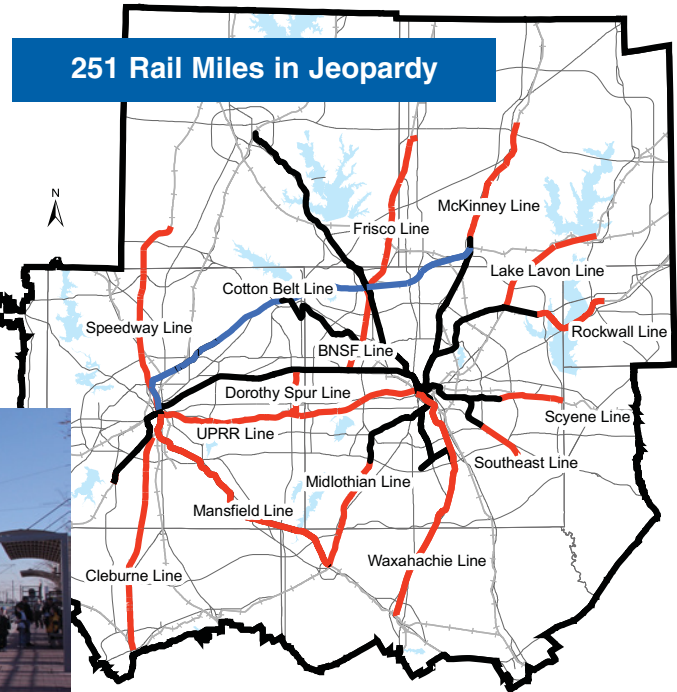 251 Rail Miles in Jeopardy
N
McKinney Line
Frisco Line
Lake Lavon Line
Cotton Belt Line
Speedway Line
Rockwall Line
BNSF Line
Dorothy Spur Line
Scyene Line
UPRR Line
Southeast Line
Midlothian Line
Mansfield Line
Waxahachie Line
Cleburne Line